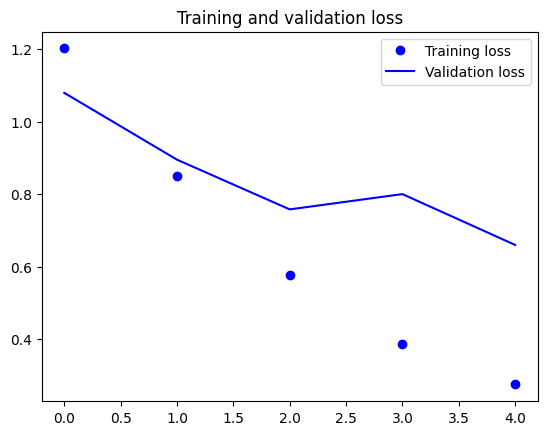 Training and validation loss
Training loss
Validation loss
1.2
1.0
0.8
0.6
0.4
0.0 0.5 1.0 1.5 2.0 2.5 3.0 3.5 4.0